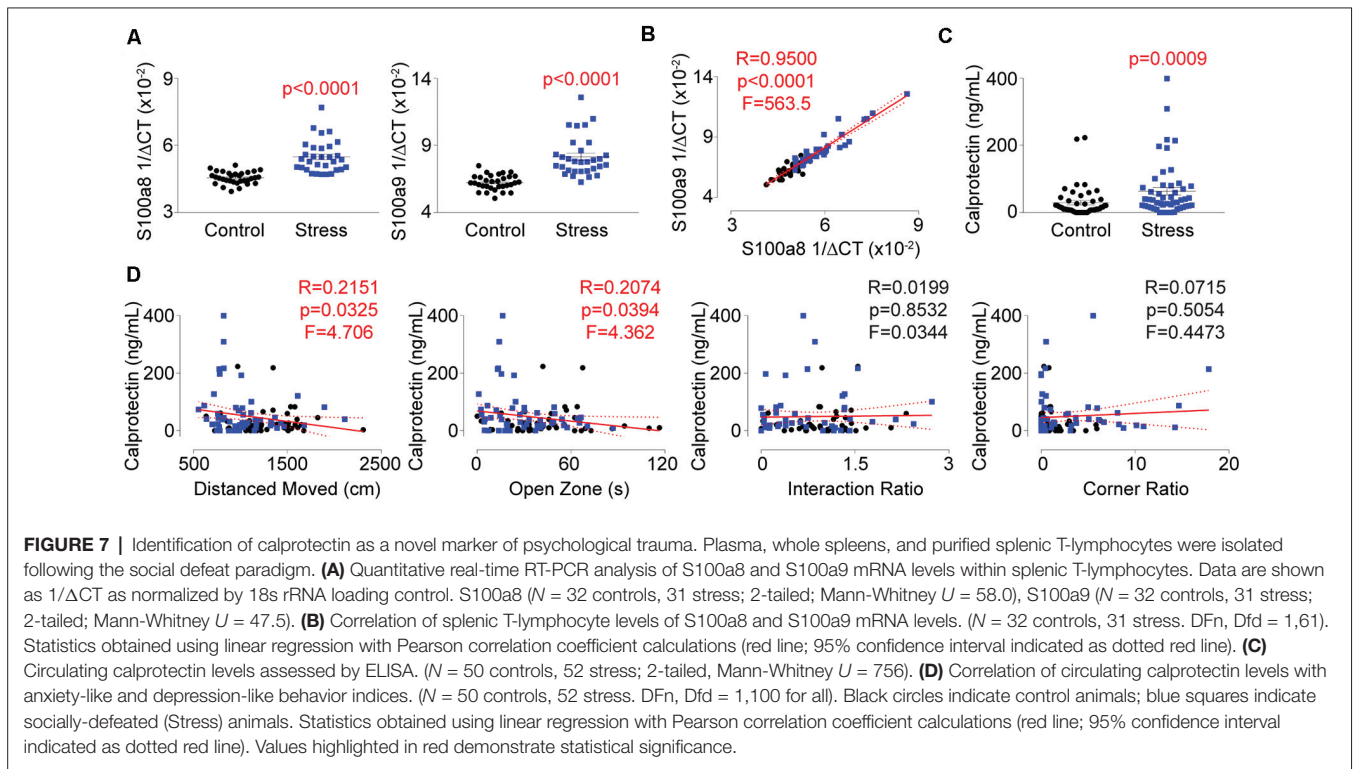 A
S100a8 1/ΔCT (x10⁻²)
9
6
3
p<0.0001
Control
Stress
S100a9 1/ΔCT (x10⁻²)
14
9
4
p<0.0001
Control
Stress
B
S100a9 1/ΔCT (x10⁻²)
14
9
4
R=0.9500
p<0.0001
F=563.5
3
6
9
S100a8 1/ΔCT (x10⁻²)
C
Calprotectin (ng/mL)
400
200
0
p=0.0009
Control
Stress
D
Calprotectin (ng/mL)
400
200
0
R=0.2151
p=0.0325
F=4.706
500
1500
2500
Distanced Moved (cm)
Calprotectin (ng/mL)
400
200
0
R=0.2074
p=0.0394
F=4.362
0
60
120
Open Zone (s)
Calprotectin (ng/mL)
400
200
0
R=0.0199
p=0.8532
F=0.0344
0
1.5
3
Interaction Ratio
Calprotectin (ng/mL)
400
200
0
R=0.0715
p=0.5054
F=0.4473
0
10
20
Corner Ratio
FIGURE 7 | Identification of calprotectin as a novel marker of psychological trauma. Plasma, whole spleens, and purified splenic T-lymphocytes were isolated
following the social defeat paradigm. (A) Quantitative real-time RT-PCR analysis of S100a8 and S100a9 mRNA levels within splenic T-lymphocytes. Data are shown
as 1/ΔCT as normalized by 18s rRNA loading control. S100a8 (N = 32 controls, 31 stress; 2-tailed; Mann-Whitney U = 58.0), S100a9 (N = 32 controls, 31 stress;
2-tailed; Mann-Whitney U = 47.5). (B) Correlation of splenic T-lymphocyte levels of S100a8 and S100a9 mRNA levels. (N = 32 controls, 31 stress. DFn, Dfd = 1,61).
Statistics obtained using linear regression with Pearson correlation coefficient calculations (red line; 95% confidence interval indicated as dotted red line). (C)
Circulating calprotectin levels assessed by ELISA. (N = 50 controls, 52 stress; 2-tailed, Mann-Whitney U = 756). (D) Correlation of circulating calprotectin levels with
anxiety-like and depression-like behavior indices. (N = 50 controls, 52 stress. DFn, Dfd = 1,100 for all). Black circles indicate control animals; blue squares indicate
socially-defeated (Stress) animals. Statistics obtained using linear regression with Pearson correlation coefficient calculations (red line; 95% confidence interval
indicated as dotted red line). Values highlighted in red demonstrate statistical significance.